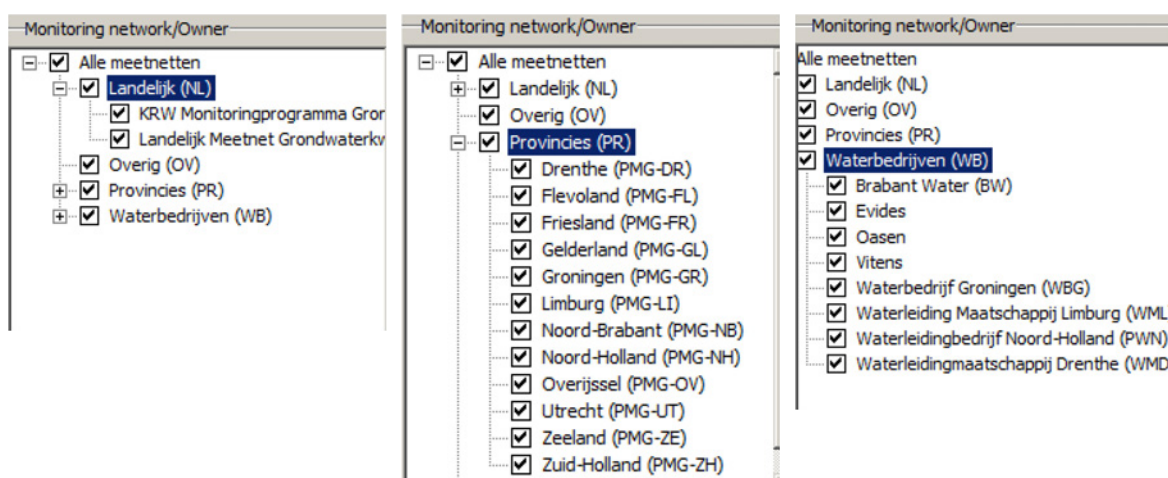 Monitoring network/Owner
Alle meetnetten
Landelijk (NL)
KRW Monitoringprogramma Gror
Landelijk Meetnet Grondwaterkv
Overig (OV)
Provincies (PR)
Waterbedrijven (WB)
Monitoring network/Owner
Alle meetnetten
Landelijk (NL)
Overig (OV)
Provincies (PR)
Drenthe (PMG-DR)
Flevoland (PMG-FL)
Friesland (PMG-FR)
Gelderland (PMG-GL)
Groningen (PMG-GR)
Limburg (PMG-LI)
Noord-Brabant (PMG-NB)
Noord-Holland (PMG-NH)
Overijssel (PMG-OV)
Utrecht (PMG-UT)
Zeeland (PMG-ZE)
Zuid-Holland (PMG-ZH)
Monitoring network/Owner
Alle meetnetten
Landelijk (NL)
Overig (OV)
Provincies (PR)
Waterbedrijven (WB)
Brabant Water (BW)
Evides
Oasen
Vitens
Waterbedrijf Groningen (WBG)
Waterleiding Maatschappij Limburg (WML
Waterleidingbedrijf Noord-Holland (PWN)
Waterleidingmaatschappij Drenthe (WMD